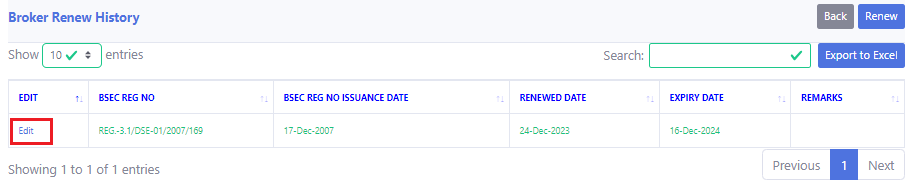 Broker Renew History Back Renew
Show 10 entries Search: Export to Excel
EDIT BSEC REG NO BSEC REG NO ISSUANCE DATE RENEWED DATE EXPIRY DATE REMARKS
Edit REG.-3.1/DSE-01/2007/169 17-Dec-2007 24-Dec-2023 16-Dec-2024
Showing 1 to 1 of 1 entries Previous 1 Next